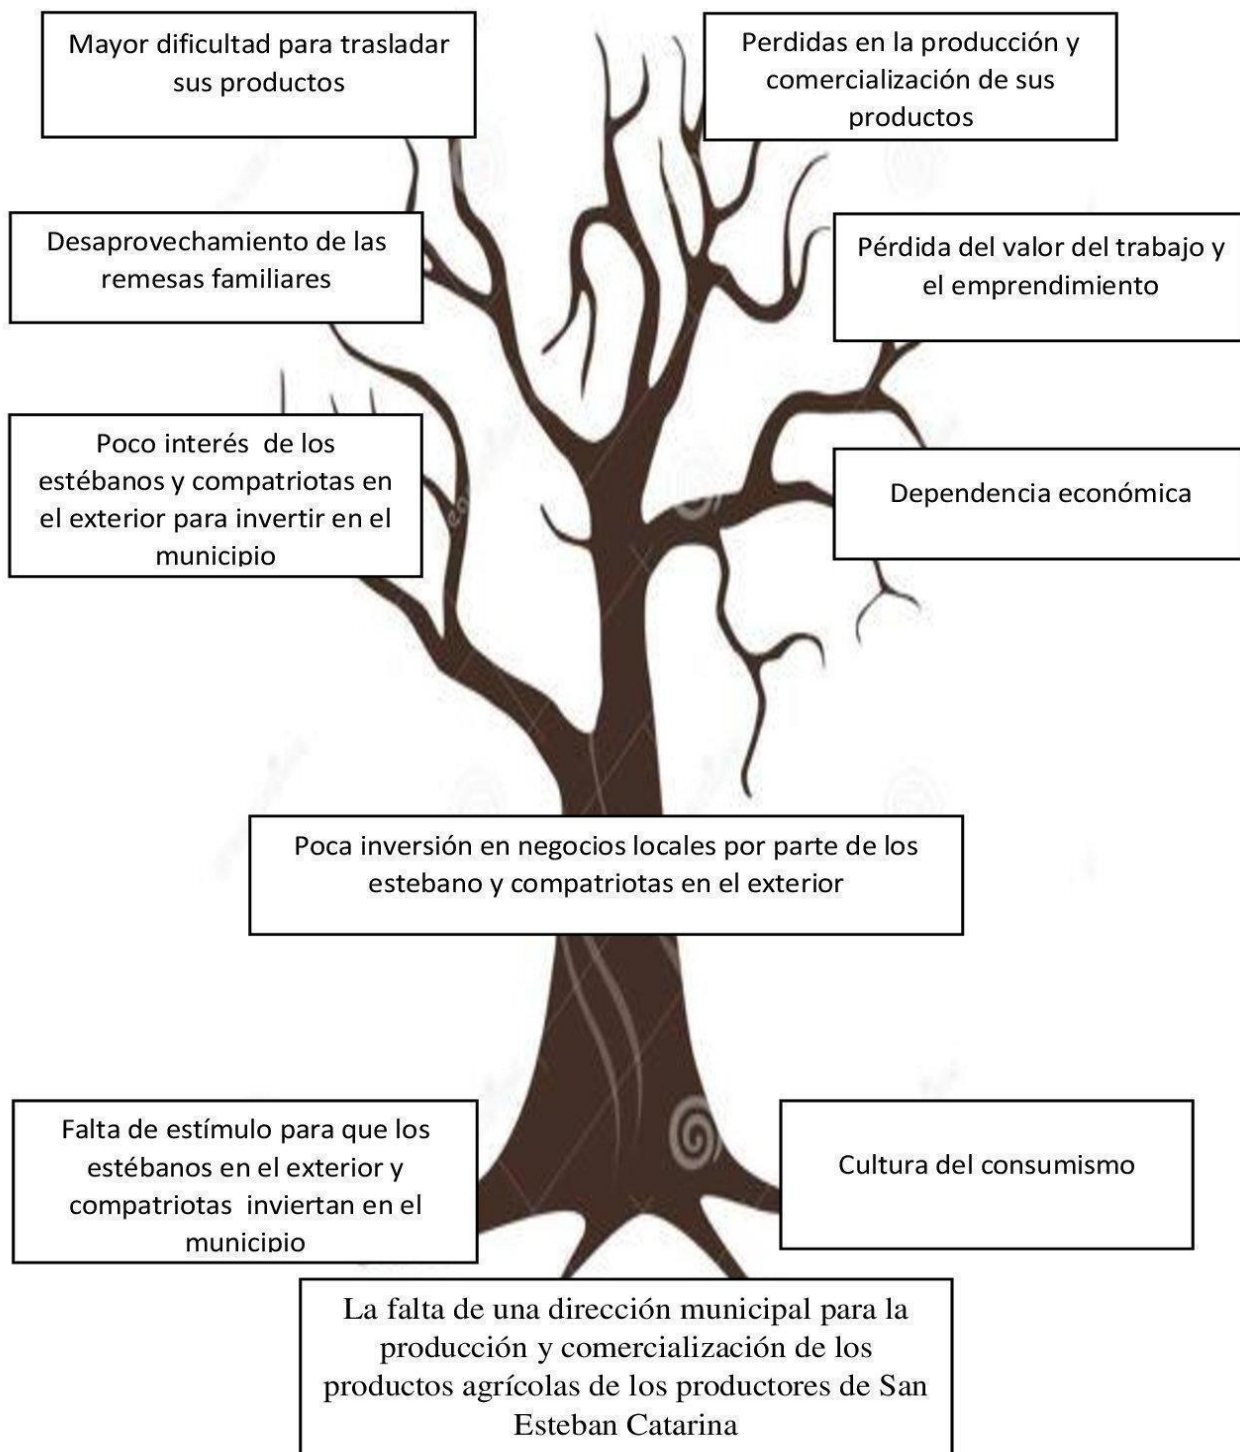 Mayor dificultad para trasladar
sus productos
Perdidas en la producción y
comercialización de sus
productos
Desaprovechamiento de las
remesas familiares
Pérdida del valor del trabajo y
el emprendimiento
Poco interés de los
estébanos y compatriotas en
el exterior para invertir en el
municipio
Dependencia económica
Poca inversión en negocios locales por parte de los
estebano y compatriotas en el exterior
Falta de estímulo para que los
estébanos en el exterior y
compatriotas inviertan en el
municipio
Cultura del consumismo
La falta de una dirección municipal para la
producción y comercialización de los
productos agrícolas de los productores de San
Esteban Catarina